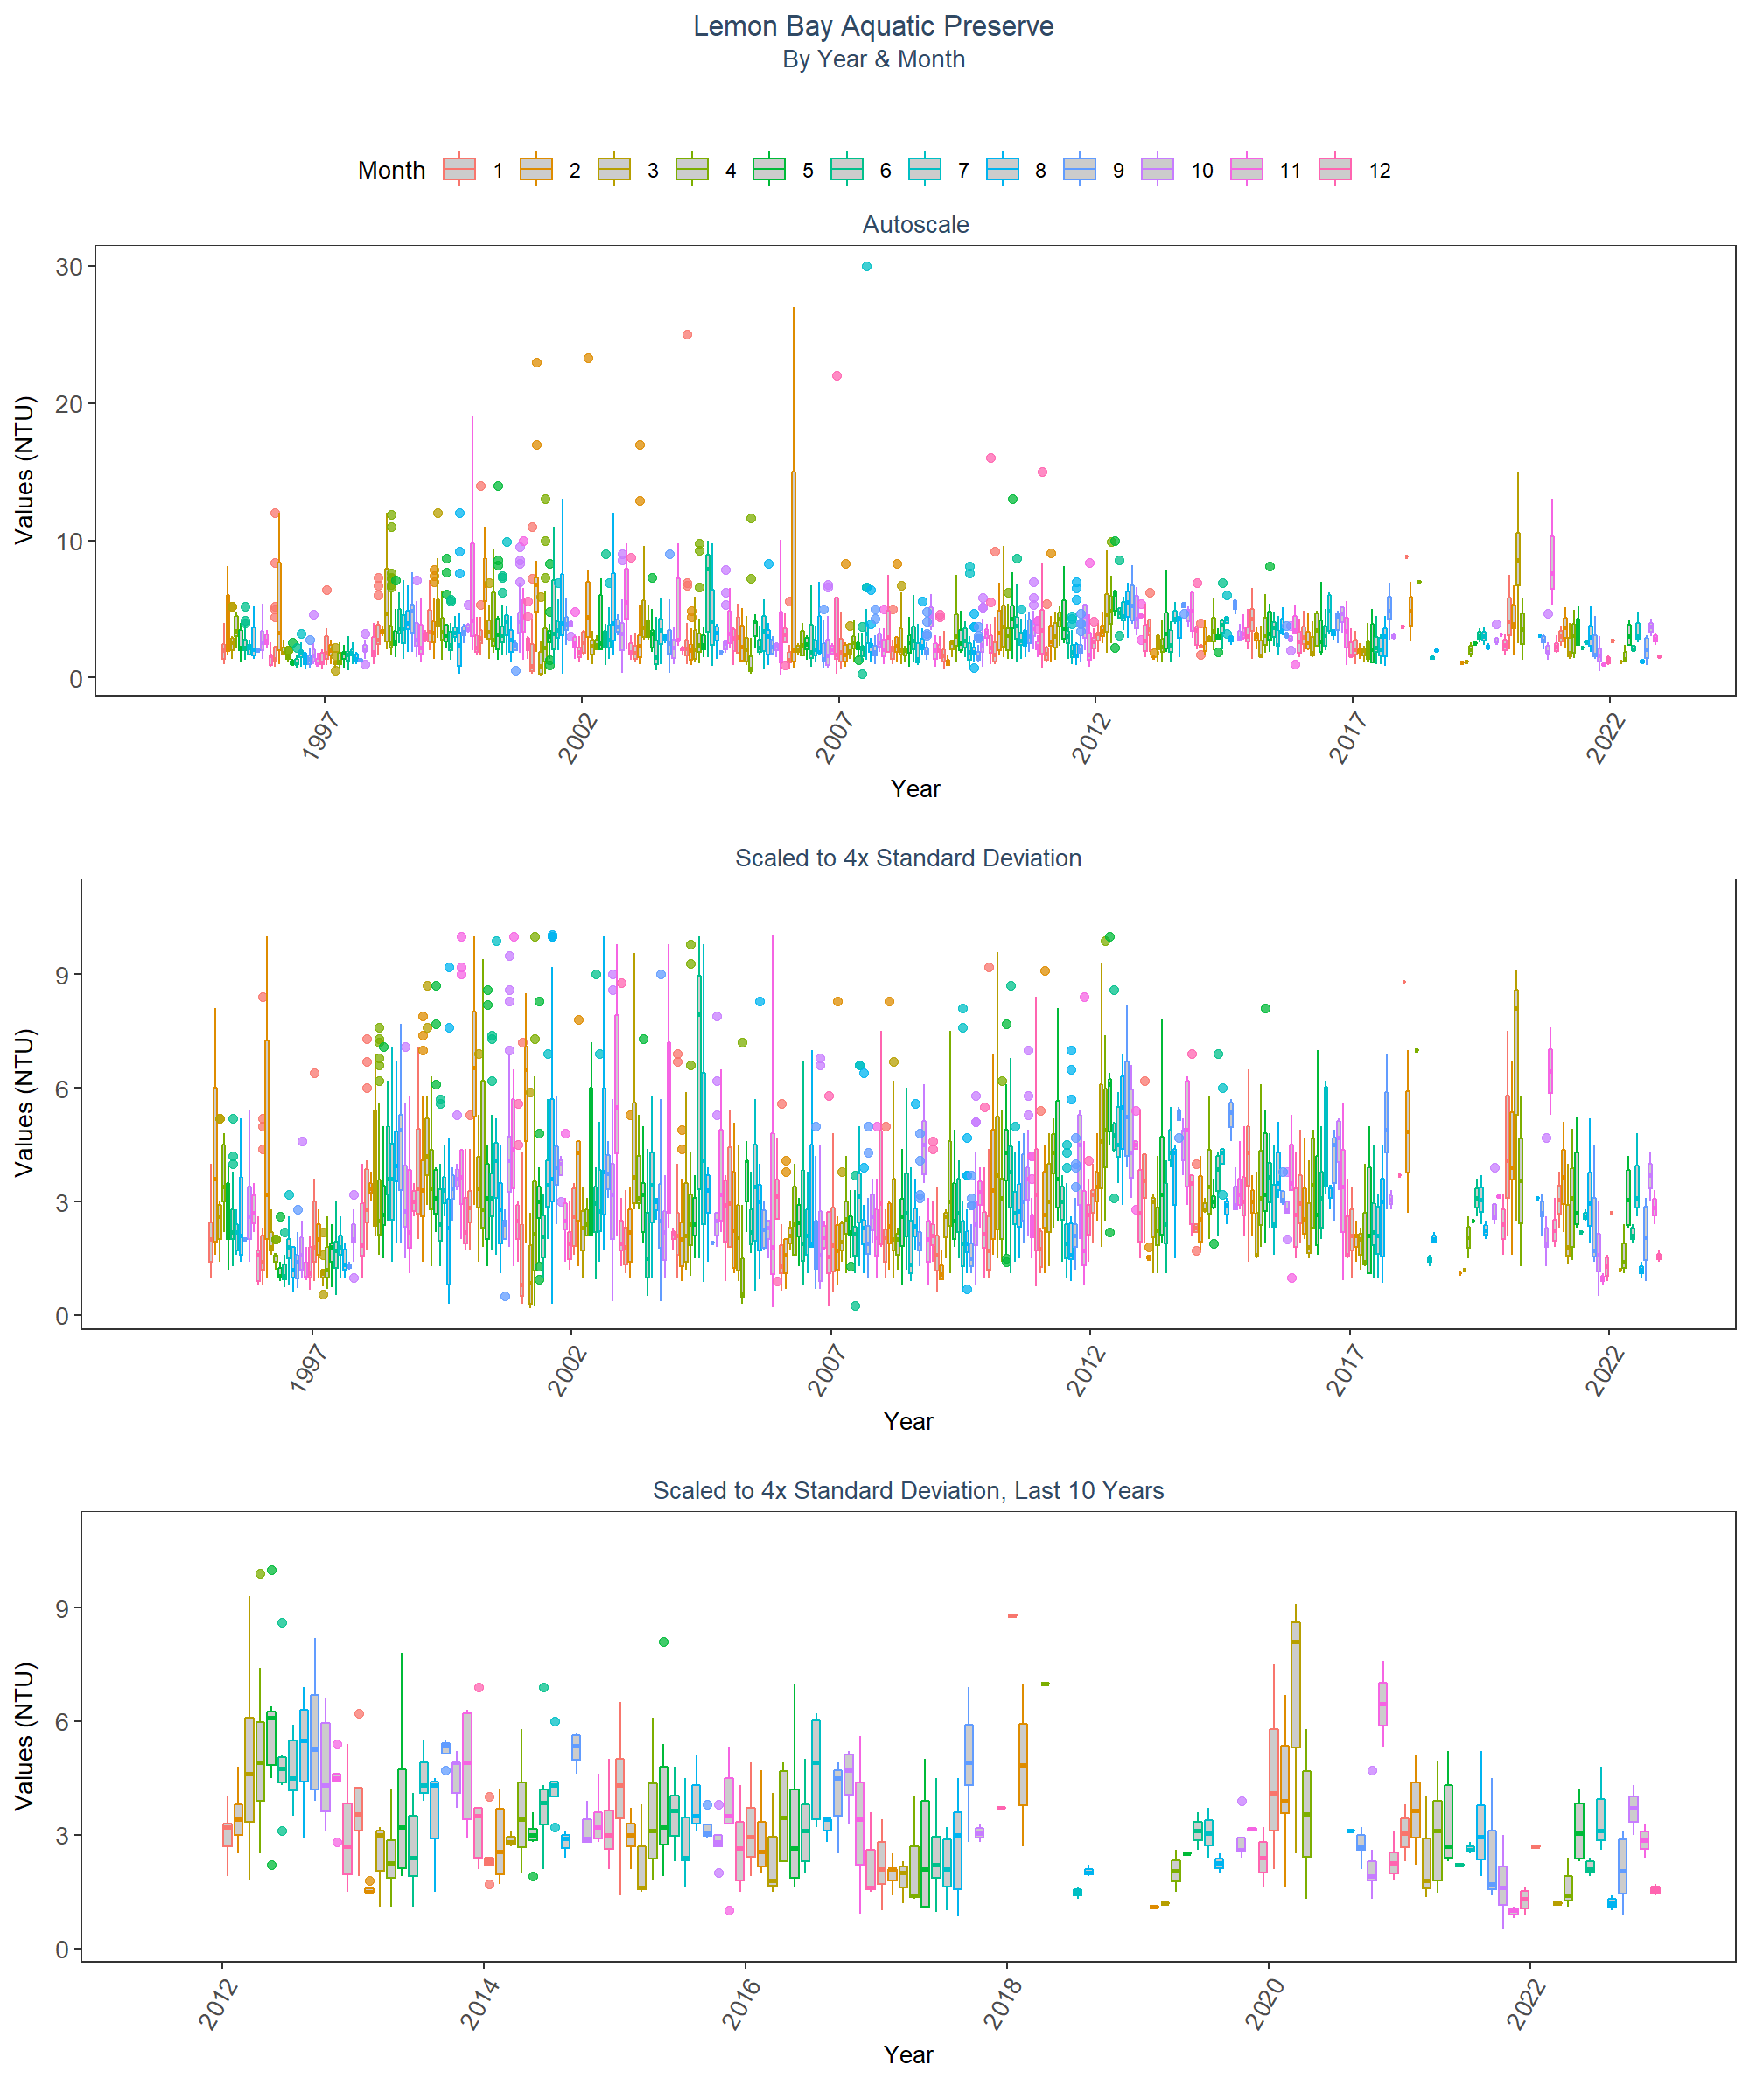 Lemon Bay Aquatic Preserve
By Year & Month
Month 1 2 3 4 5 6 7 8 9 10 11 12
Autoscale
Values (NTU)
30
20
10
0
1997 2002 2007 2012 2017 2022
Year
Scaled to 4x Standard Deviation
Values (NTU)
9
6
3
0
1997 2002 2007 2012 2017 2022
Year
Scaled to 4x Standard Deviation, Last 10 Years
Values (NTU)
9
6
3
0
2012 2014 2016 2018 2020 2022
Year